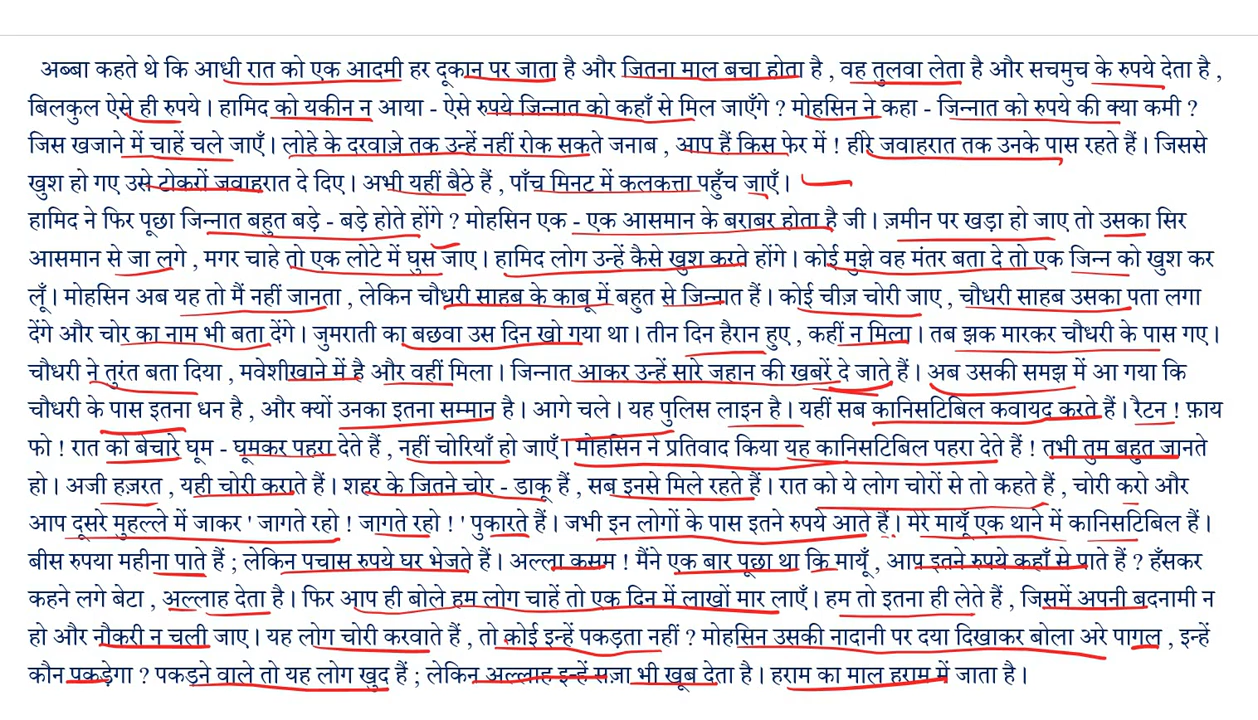 अब्बा कहते थे कि आधी रात को एक आदमी हर दूकान पर जाता है और जितना माल बचा होता है , वह तुलवा लेता है और सचमुच के रुपये देता है ,
बिलकुल ऐसे ही रुपये । हामिद को यकीन न आया - ऐसे रुपये जिन्नात को कहाँ से मिल जाएँगे ? मोहसिन ने कहा - जिन्नात को रुपये की क्या कमी ?
जिस खजाने में चाहें चले जाएँ । लोहे के दरवाज़े तक उन्हें नहीं रोक सकते जनाब , आप हैं किस फेर में ! हीरे जवाहरात तक उनके पास रहते हैं । जिससे
खुश हो गए उसे टोकरों जवाहरात दे दिए । अभी यहीं बैठे हैं , पाँच मिनट में कलकत्ता पहुँच जाएँ ।
हामिद ने फिर पूछा जिन्नात बहुत बड़े - बड़े होते होंगे ? मोहसिन एक - एक आसमान के बराबर होता है जी । ज़मीन पर खड़ा हो जाए तो उसका सिर
आसमान से जा लगे , मगर चाहे तो एक लोटे में घुस जाए । हामिद लोग उन्हें कैसे खुश करते होंगे । कोई मुझे वह मंतर बता दे तो एक जिन्न को खुश कर
लूँ । मोहसिन अब यह तो मैं नहीं जानता , लेकिन चौधरी साहब के काबू में बहुत से जिन्नात हैं । कोई चीज़ चोरी जाए , चौधरी साहब उसका पता लगा
देंगे और चोर का नाम भी बता देंगे । जुमराती का बछवा उस दिन खो गया था । तीन दिन हैरान हुए , कहीं न मिला । तब झक मारकर चौधरी के पास गए ।
चौधरी ने तुरंत बता दिया , मवेशीखाने में है और वहीं मिला । जिन्नात आकर उन्हें सारे जहान की खबरें दे जाते हैं । अब उसकी समझ में आ गया कि
चौधरी के पास इतना धन है , और क्यों उनका इतना सम्मान है । आगे चले । यह पुलिस लाइन है । यहीं सब कानिसटिबिल कवायद करते हैं । रैटन ! फ़ाय
फो ! रात को बेचारे घूम - घूमकर पहरा देते हैं , नहीं चोरियाँ हो जाएँ । मोहसिन ने प्रतिवाद किया यह कानिसटिबिल पहरा देते हैं ! तभी तुम बहुत जानते
हो । अजी हज़रत , यही चोरी कराते हैं । शहर के जितने चोर - डाकू हैं , सब इनसे मिले रहते हैं । रात को ये लोग चोरों से तो कहते हैं , चोरी करो और
आप दूसरे मुहल्ले में जाकर ' जागते रहो ! जागते रहो ! ' पुकारते हैं । जभी इन लोगों के पास इतने रुपये आते हैं । मेरे मायूँ एक थाने में कानिसटिबिल हैं ।
बीस रुपया महीना पाते हैं ; लेकिन पचास रुपये घर भेजते हैं । अल्ला कसम ! मैंने एक बार पूछा था कि मायूँ , आप इतने रुपये कहाँ से पाते हैं ? हँसकर
कहने लगे बेटा , अल्लाह देता है । फिर आप ही बोले हम लोग चाहें तो एक दिन में लाखों मार लाएँ । हम तो इतना ही लेते हैं , जिसमें अपनी बदनामी न
हो और नौकरी न चली जाए । यह लोग चोरी करवाते हैं , तो कोई इन्हें पकड़ता नहीं ? मोहसिन उसकी नादानी पर दया दिखाकर बोला अरे पागल , इन्हें
कौन पकड़ेगा ? पकडने वाले तो यह लोग खुद हैं ; लेकिन अल्लाह इन्हें सज़ा भी खूब देता है । हराम का माल हराम में जाता है ।